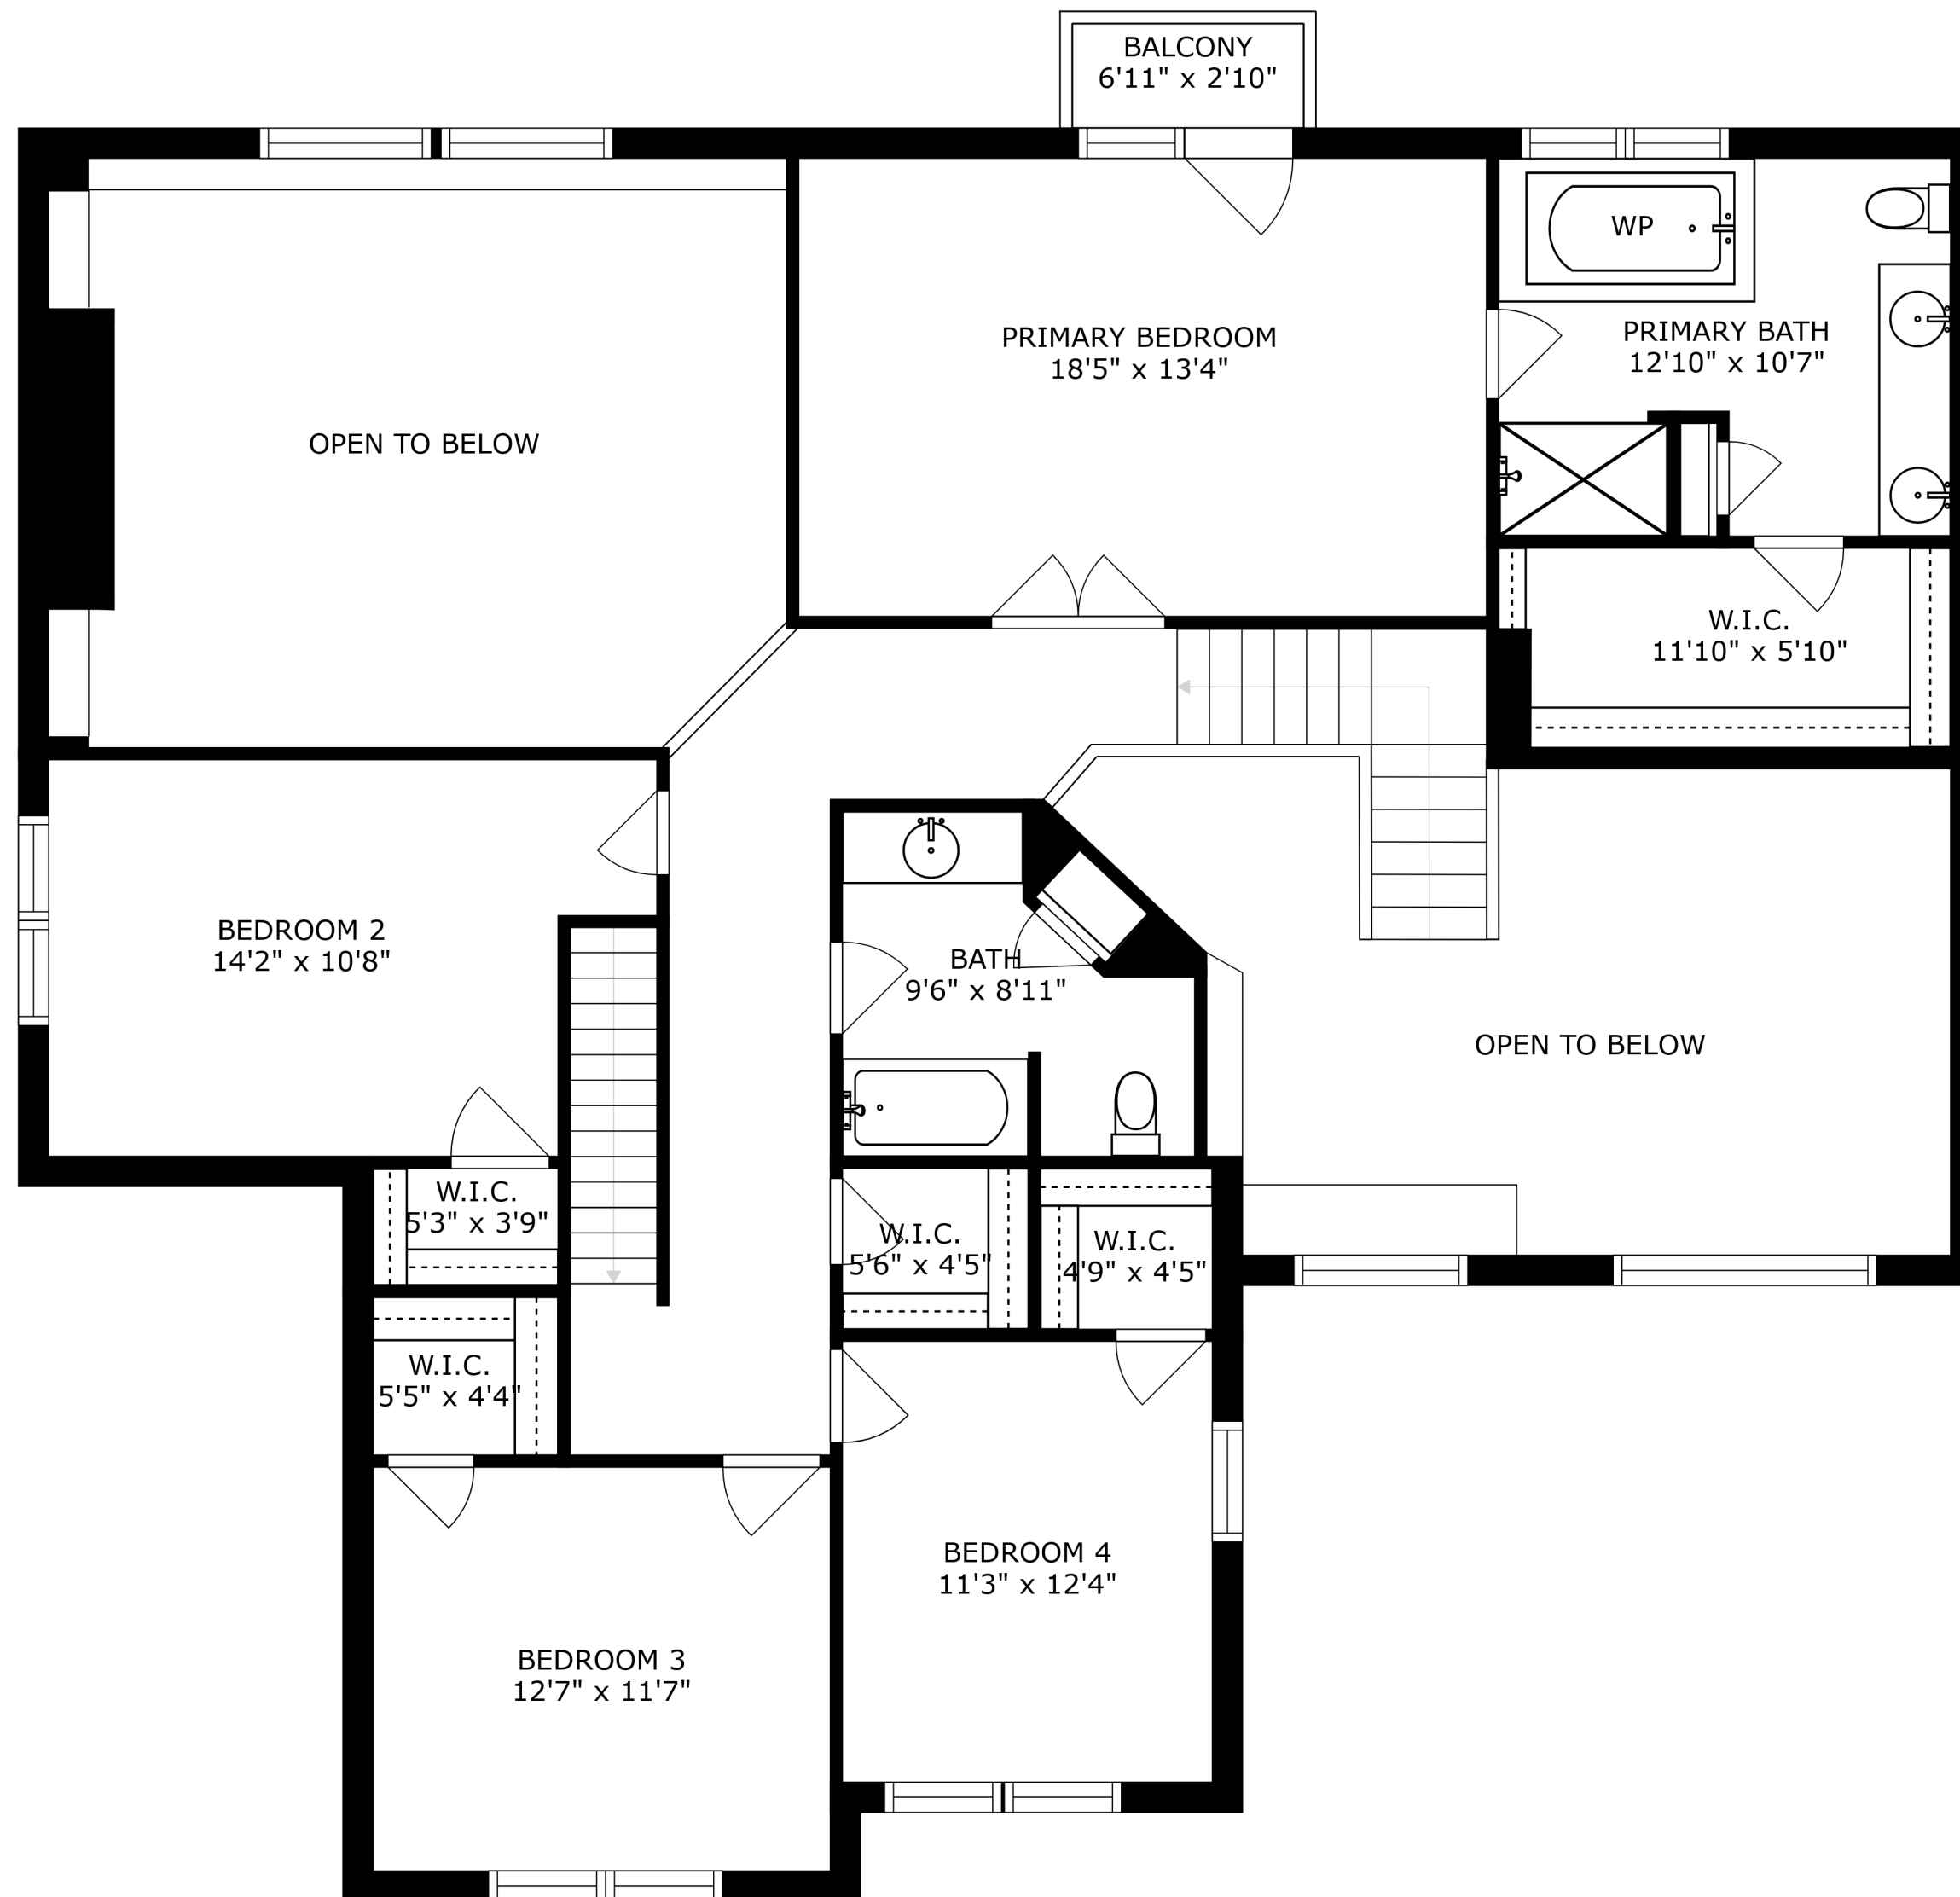 BALCONY
6'11" x 2'10"
WP
PRIMARY BEDROOM
18'5" x 13'4"
PRIMARY BATH
12'10" x 10'7"
OPEN TO BELOW
W.I.C.
11'10" x 5'10"
BEDROOM 2
14'2" x 10'8"
BATH
9'6" x 8'11"
OPEN TO BELOW
W.I.C.
5'3" x 3'9"
W.I.C.
5'6" x 4'5"
W.I.C.
4'9" x 4'5"
W.I.C.
5'5" x 4'4"
BEDROOM 4
11'3" x 12'4"
BEDROOM 3
12'7" x 11'7"